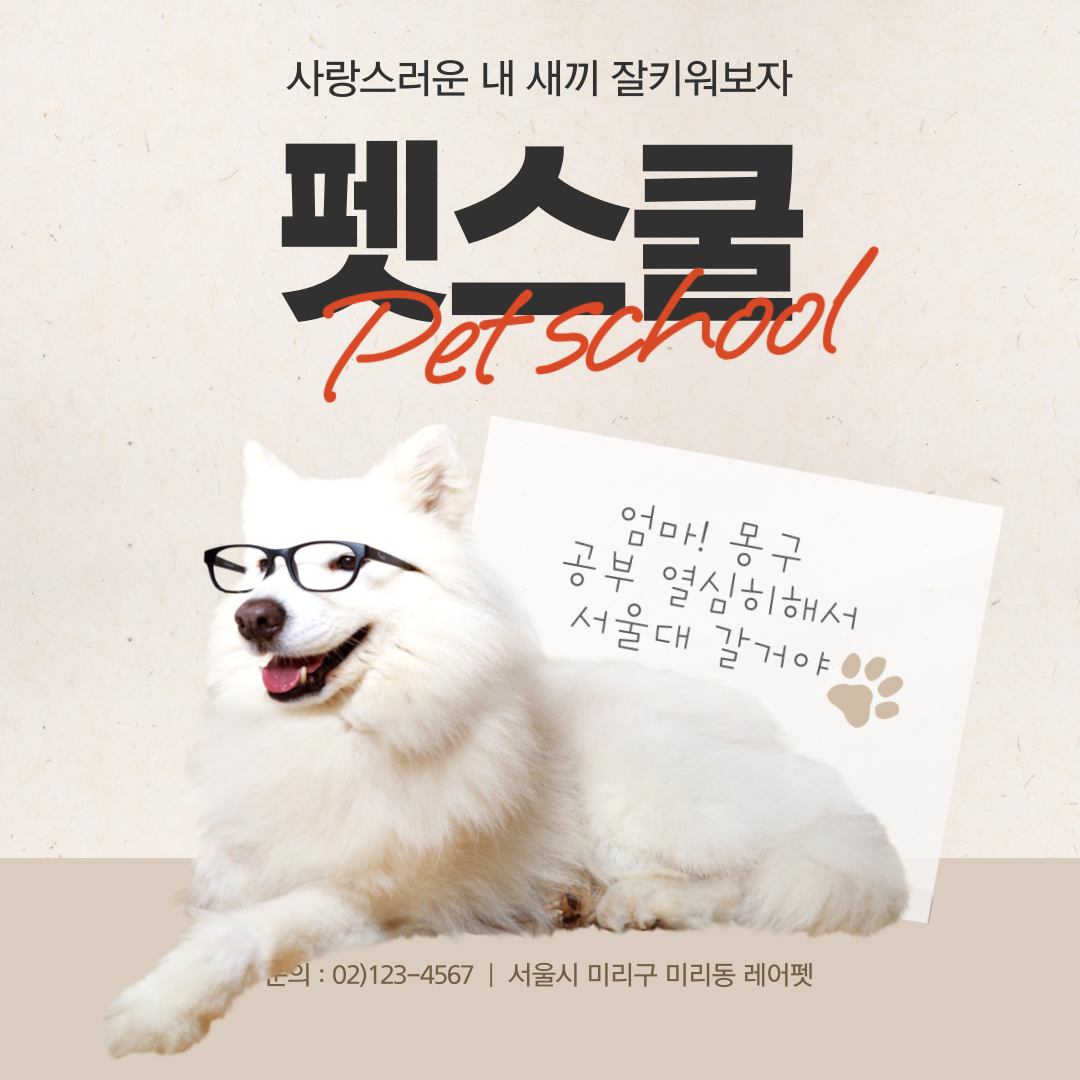 사랑스러운 내 새끼 잘키워보자
펫스쿨
Pet school
엄마! 몽구
공부 열심히해서
서울대 갈거야
문의 : 02)123-4567 | 서울시 미리구 미리동 레어펫